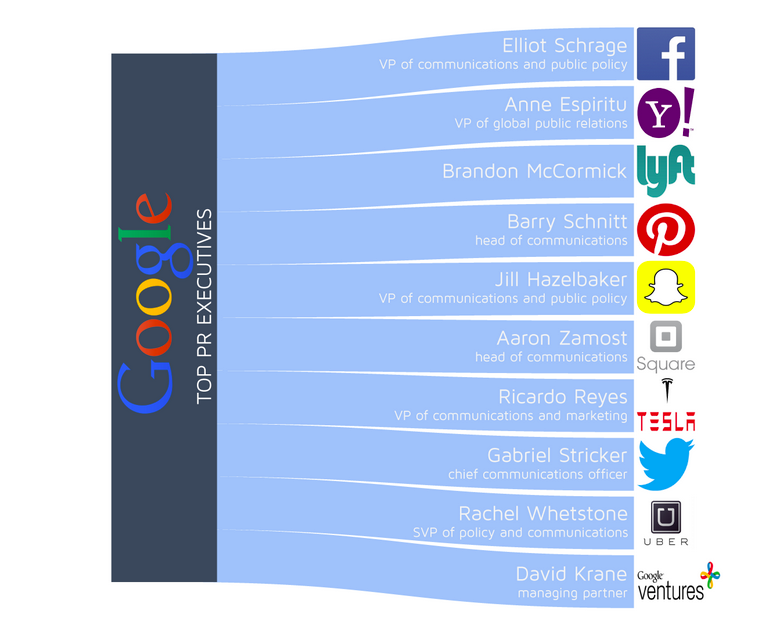 Google
TOP PR EXECUTIVES
Elliot Schrage
VP of communications and public policy
f
Anne Espiritu
VP of global public relations
Y!
Brandon McCormick
lyft
Barry Schnitt
head of communications
Jill Hazelbaker
VP of communications and public policy
Aaron Zamost
head of communications
Square
Ricardo Reyes
VP of communications and marketing
TESLA
Gabriel Stricker
chief communications officer
Rachel Whetstone
SVP of policy and communications
U
UBER
David Krane
managing partner
Google
ventures